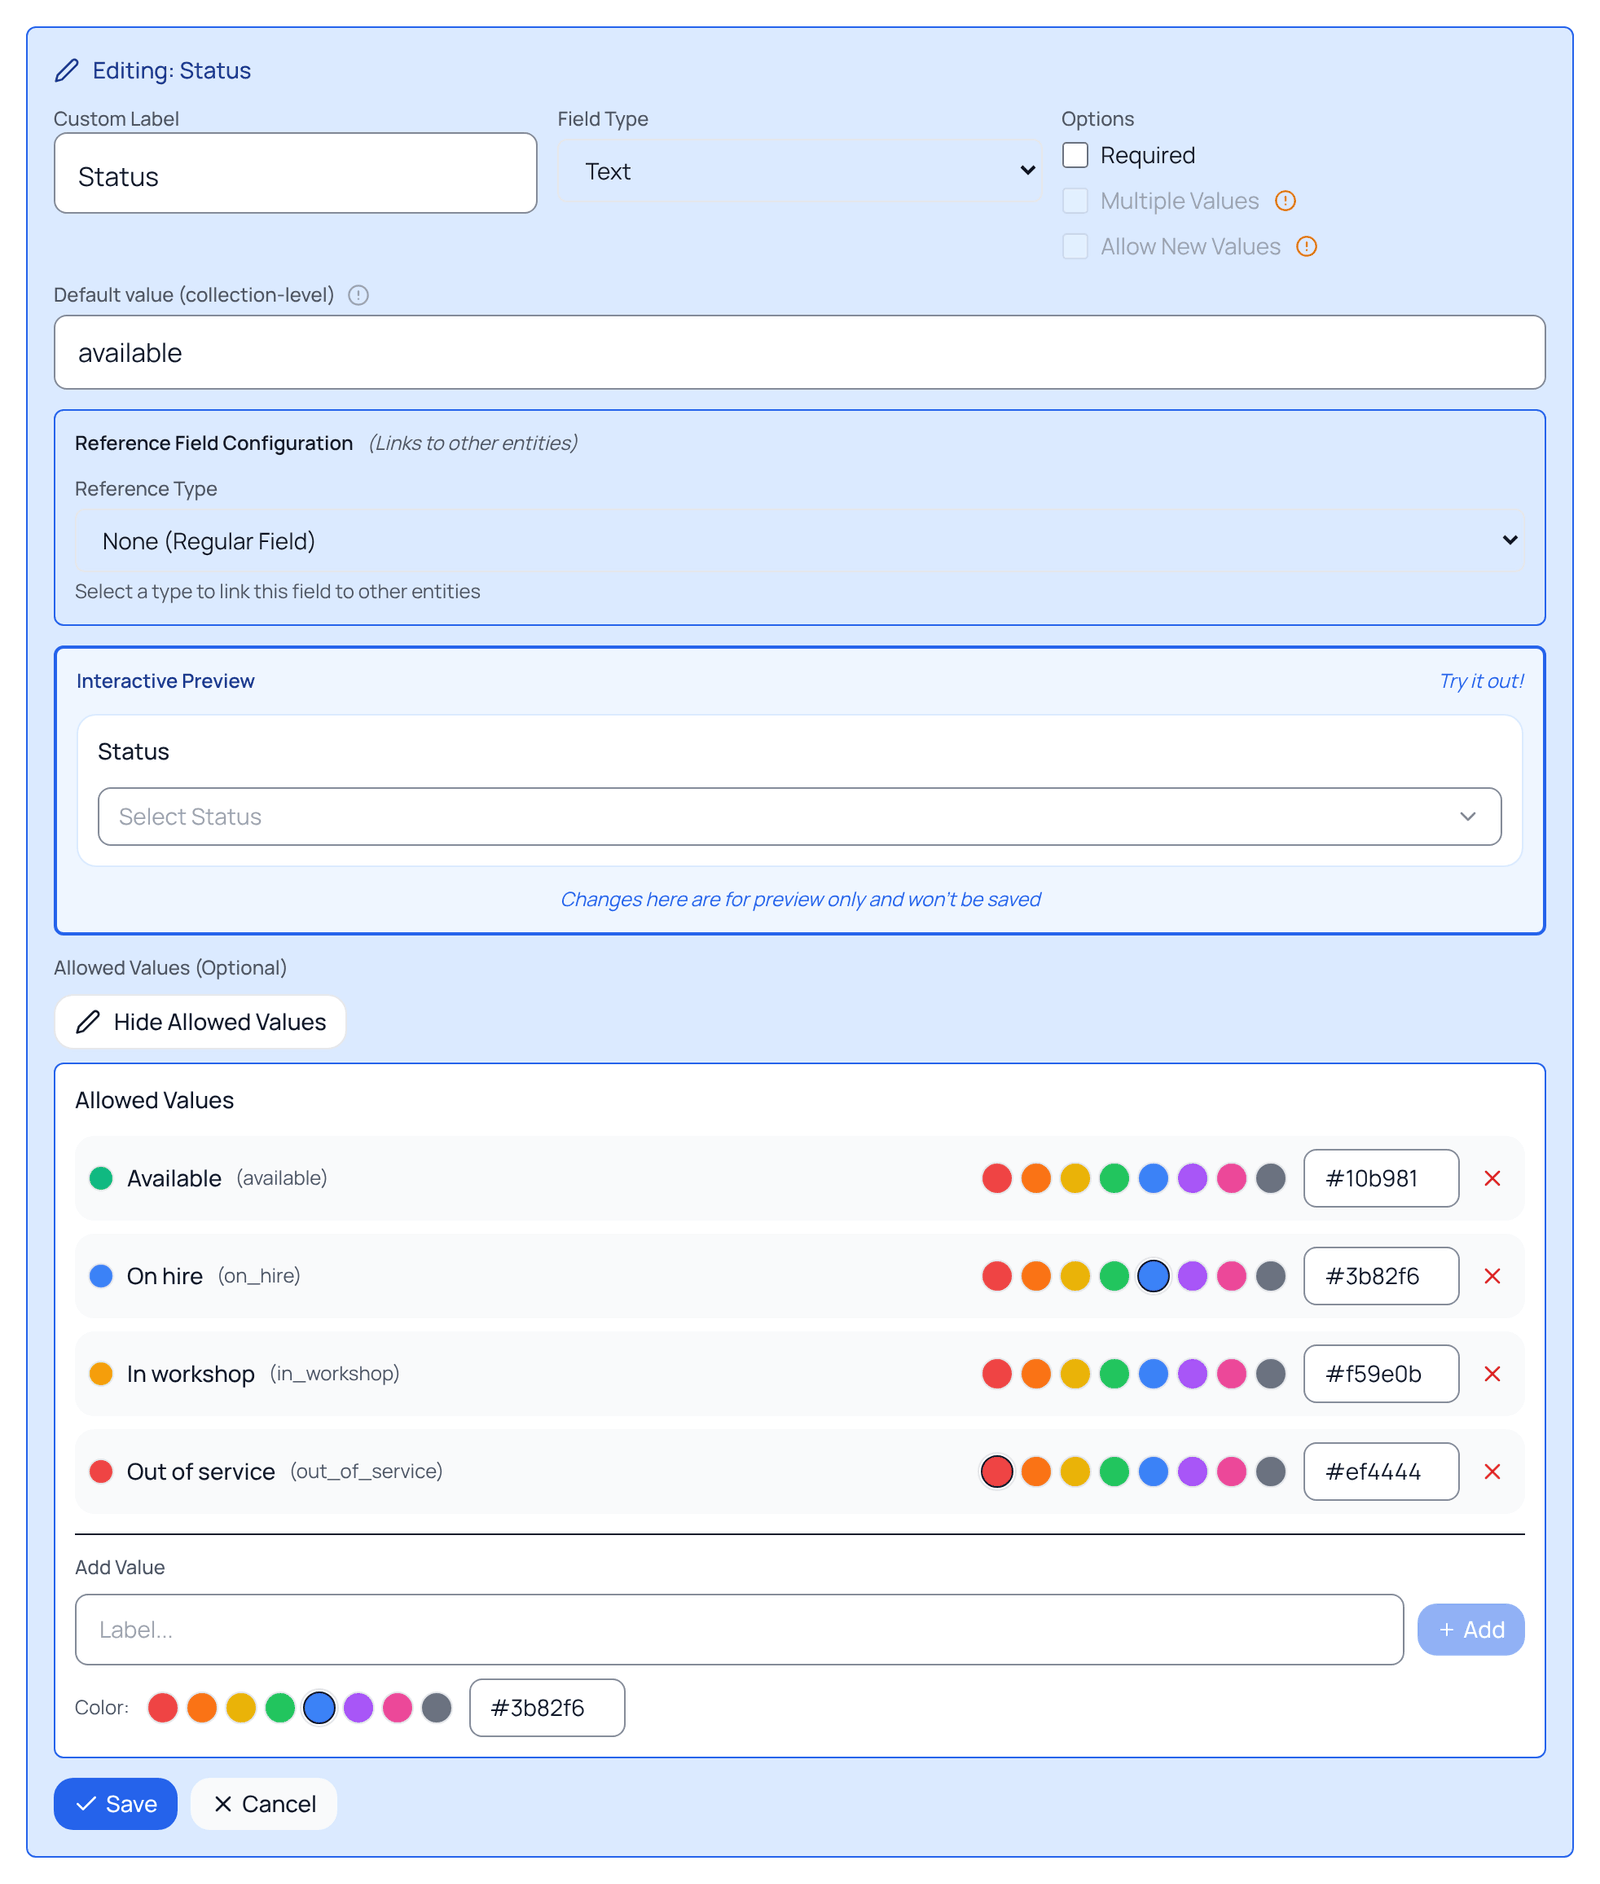 Editing: Status
Custom Label
Field Type
Options
Status
Text
Required
Multiple Values
Allow New Values
Default value (collection-level)
available
Reference Field Configuration (Links to other entities)
Reference Type
None (Regular Field)
Select a type to link this field to other entities
Interactive Preview
Try it out!
Status
Select Status
Changes here are for preview only and won't be saved
Allowed Values (Optional)
Hide Allowed Values
Allowed Values
Available (available) #10b981
On hire (on_hire) #3b82f6
In workshop (in_workshop) #f59e0b
Out of service (out_of_service) #ef4444
Add Value
Label...
+ Add
Color: #3b82f6
Save
Cancel